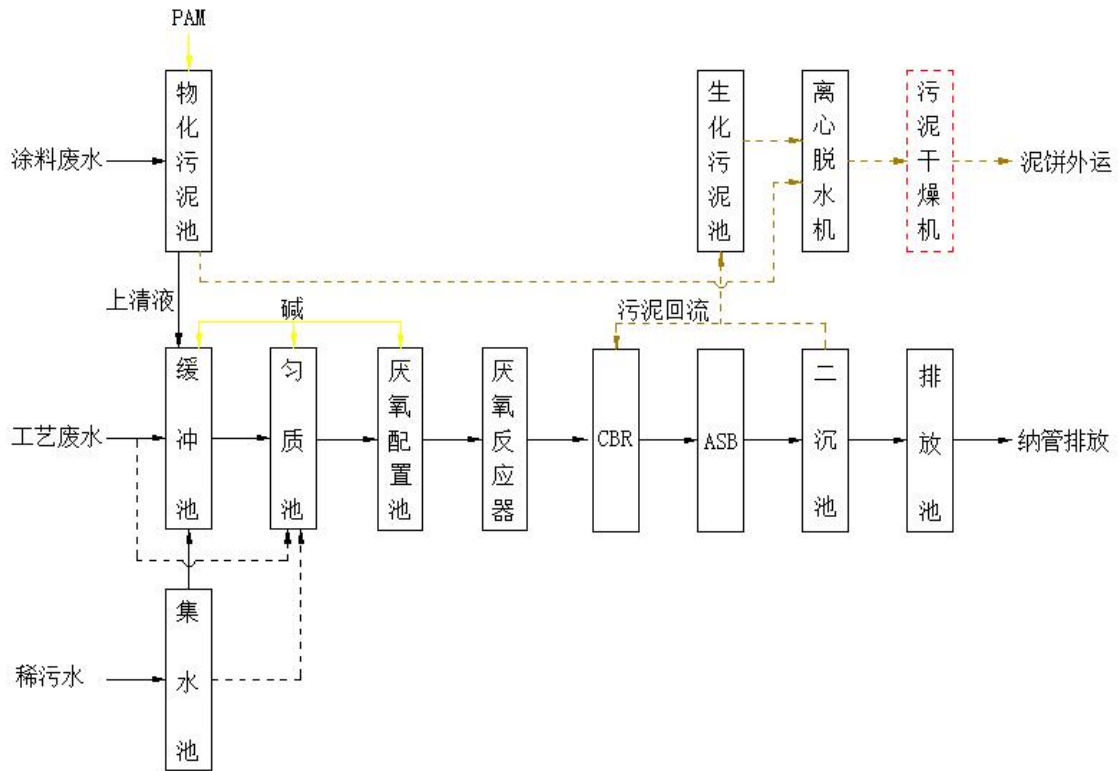 PAM
物化污泥池
生化污泥池
离心脱水机
污泥干燥机
涂料废水
泥饼外运
上清液
碱
污泥回流
缓冲池
匀质池
厌氧配置池
厌氧反应器
CBR
ASB
二沉池
排放池
工艺废水
纳管排放
集水池
稀污水